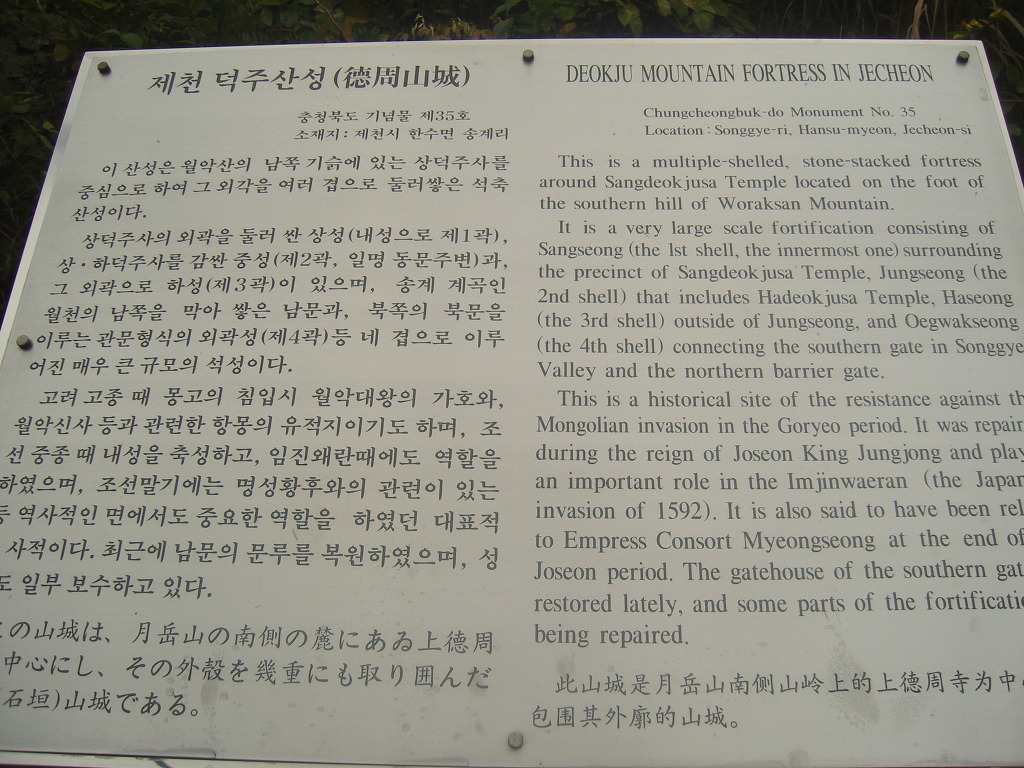 제천 덕주산성(德周山城)
충청북도 기념물 제35호
소재지: 제천시 한수면 송계리
이 산성은 월악산의 남쪽 기슭에 있는 상덕주사를
중심으로 하여 그 외각을 여러 겹으로 둘러쌓은 석축
산성이다.
상덕주사의 외곽을 둘러 싼 상성(내성으로 제1곽),
상·하덕주사를 감싼 중성(제2곽, 일명 동문주변)과,
그 외곽으로 하성(제3곽)이 있으며, 송계 계곡인
월천의 남쪽을 막아 쌓은 남문과, 북쪽의 북문을
이루는 관문형식의 외곽성(제4곽)등 네 겹으로 이루
어진 매우 큰 규모의 석성이다.
고려 고종 때 몽고의 침입시 월악대왕의 가호와,
월악신사 등과 관련한 항몽의 유적지이기도 하며, 조
선 중종 때 내성을 축성하고, 임진왜란때에도 역할을
하였으며, 조선말기에는 명성황후와의 관련이 있는
등 역사적인 면에서도 중요한 역할을 하였던 대표적
사적이다. 최근에 남문의 문루를 복원하였으며, 성
도 일부 보수하고 있다.
この山城は、月岳山の南側の麓にあゐ上徳周
中心にし、その外殻を幾重にも取り囲んだ
石垣)山城である。
DEOKJU MOUNTAIN FORTRESS IN JECHEON
Chungcheongbuk-do Monument No. 35
Location : Songgye-ri, Hansu-myeon, Jecheon-si
This is a multiple-shelled, stone-stacked fortress
around Sangdeokjusa Temple located on the foot of
the southern hill of Woraksan Mountain.
It is a very large scale fortification consisting of
Sangseong (the 1st shell, the innermost one) surrounding
the precinct of Sangdeokjusa Temple, Jungseong (the
2nd shell) that includes Hadeokjusa Temple, Haseong
(the 3rd shell) outside of Jungseong, and Oegwakseong
(the 4th shell) connecting the southern gate in Songgye
Valley and the northern barrier gate.
This is a historical site of the resistance against th
Mongolian invasion in the Goryeo period. It was repair
during the reign of Joseon King Jungjong and play
an important role in the Imjinwaeran (the Japan
invasion of 1592). It is also said to have been rel
to Empress Consort Myeongseong at the end of
Joseon period. The gatehouse of the southern gat
restored lately, and some parts of the fortificatio
being repaired.
此山城是月岳山南侧山岭上的上德周寺为中
包围其外廓的山城。